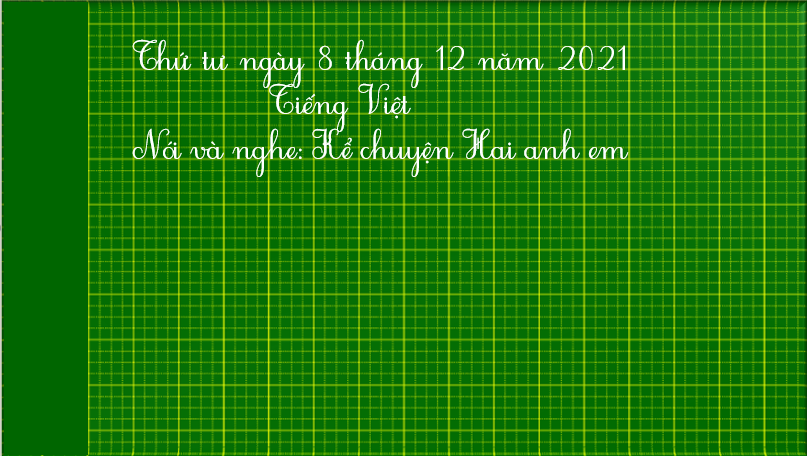 Thứ tư ngày 8 tháng 12 năm 2021
Tiếng Việt
Nói và nghe: Kể chuyện Hai anh em